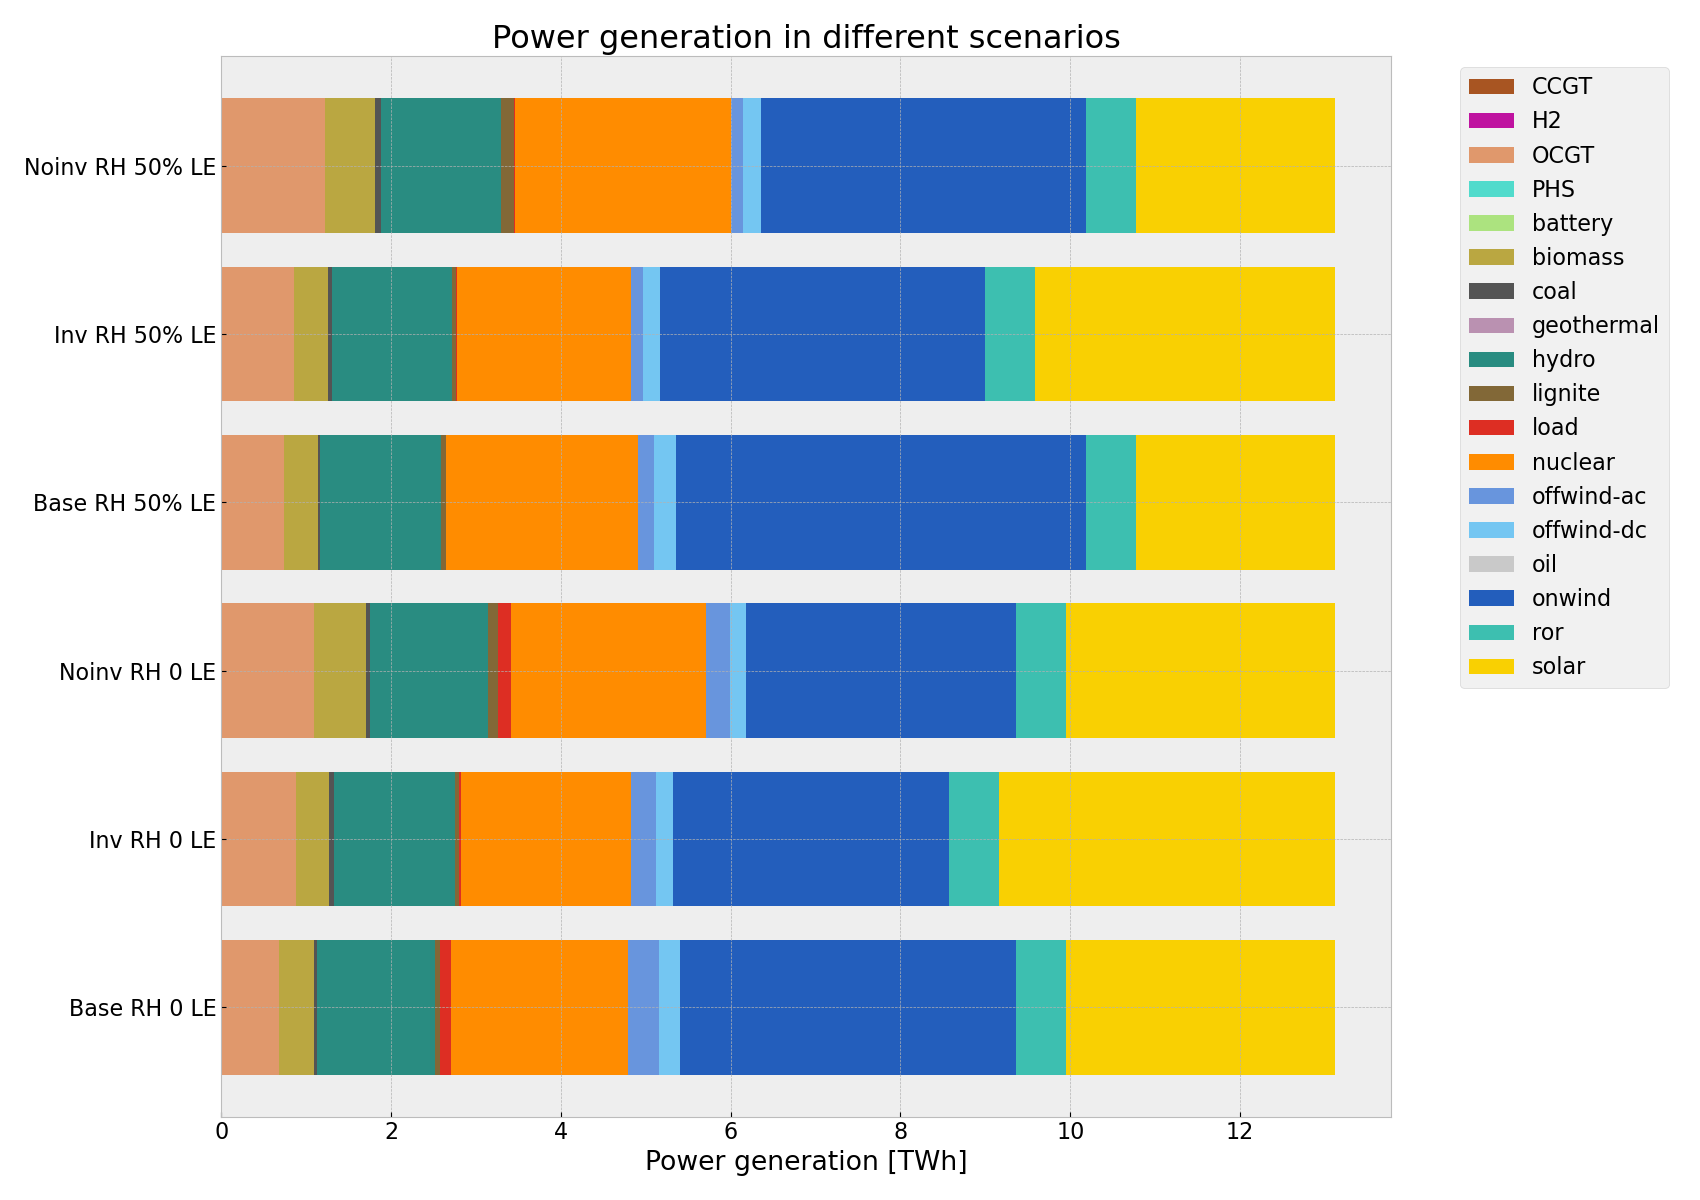 Power generation in different scenarios
Noinv RH 50% LE
Inv RH 50% LE
Base RH 50% LE
Noinv RH 0 LE
Inv RH 0 LE
Base RH 0 LE
0 2 4 6 8 10 12
Power generation [TWh]
CCGT
H2
OCGT
PHS
battery
biomass
coal
geothermal
hydro
lignite
load
nuclear
offwind-ac
offwind-dc
oil
onwind
ror
solar